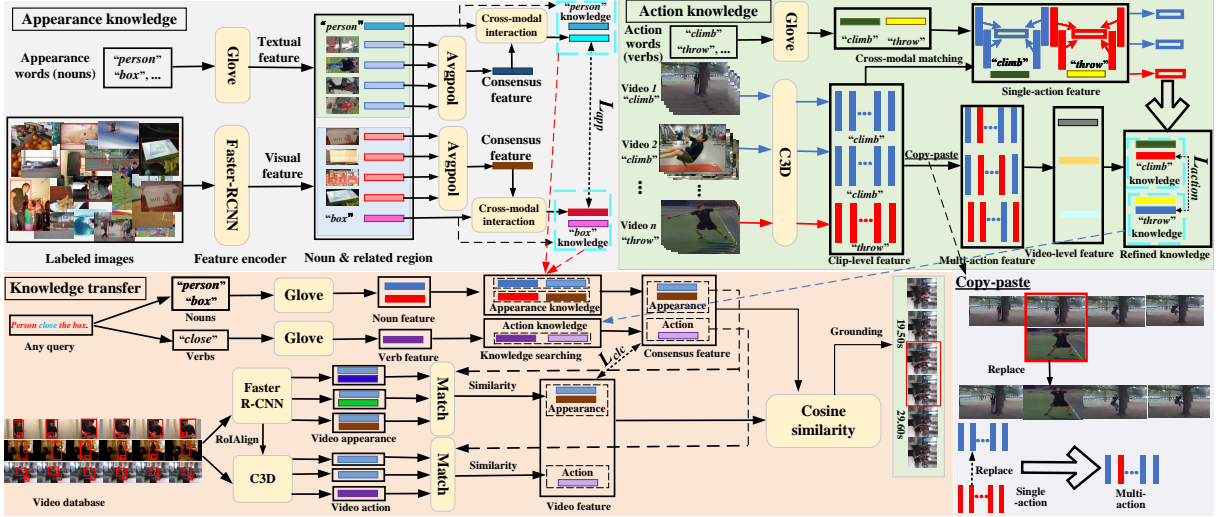 Appearance knowledge
Appearance
words (nouns)
"person"
"box", ...
Glove
Textual
feature
"person"
Avgpool
Consensus
feature
Cross-modal
interaction
"person"
knowledge
Lapp
Labeled images
Faster-RCNN
Feature encoder
Visual
feature
"box"
Noun & related region
Avgpool
Consensus
feature
Cross-modal
interaction
"box"
knowledge
Action knowledge
Action
words
(verbs)
"climb"
"throw", ...
Glove
"climb"
"throw"
Cross-modal matching
"climb"
"throw"
Single-action feature
Video 1
"climb"
Video 2
"climb"
...
...
Video n
"throw"
C3D
"climb"
"climb"
"throw"
Clip-level feature
Copy-paste
Multi-action feature
Video-level feature
"climb"
knowledge
"throw"
knowledge
Laction
Refined knowledge
Knowledge transfer
Person close the box.
Any query
"person"
"box"
Nouns
"close"
Verbs
Glove
Glove
Noun feature
Verb feature
Appearance knowledge
Action knowledge
Knowledge searching
Appearance
Action
Consensus feature
Lclc
Video database
Faster
R-CNN
RoIAlign
C3D
Video appearance
Video action
Match
Match
Similarity
Similarity
Appearance
Action
Video feature
Cosine
similarity
Grounding
19.50s
29.60s
Copy-paste
Replace
Replace
Single
-action
Multi-
action